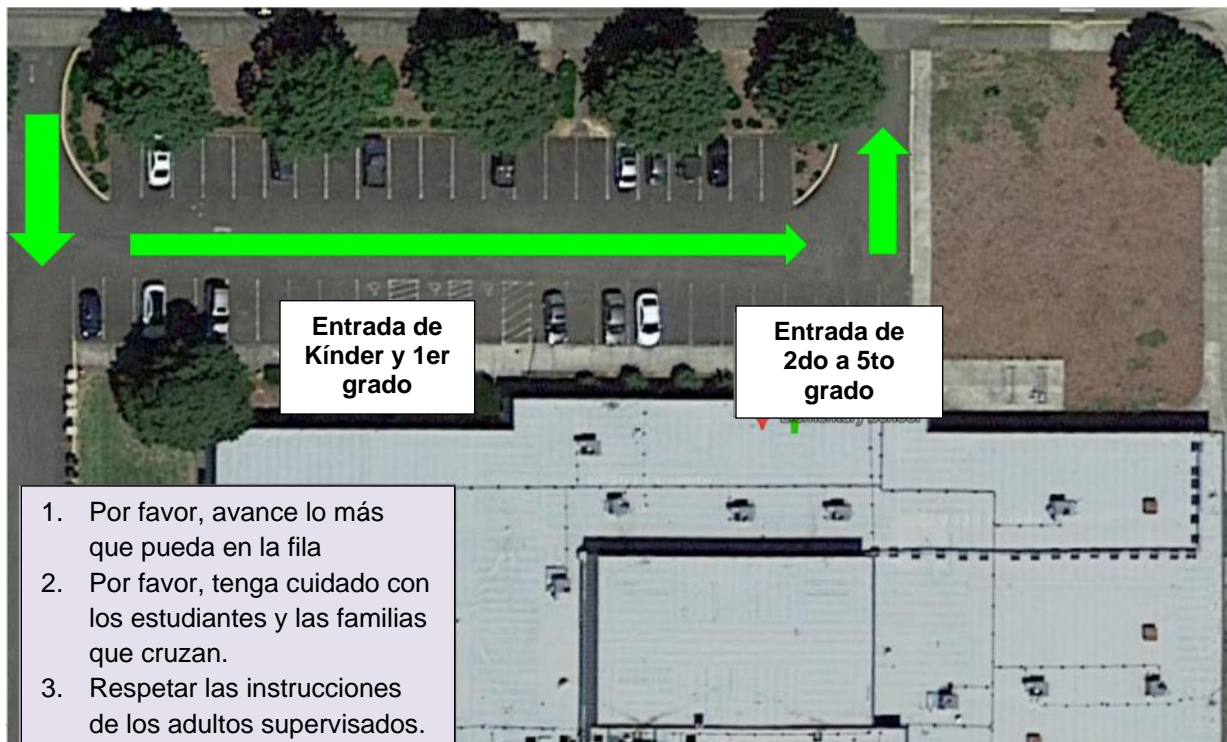 Entrada de
Kínder y 1er
grado
Entrada de
2do a 5to
grado
Elementary School
1. Por favor, avance lo más
que pueda en la fila
2. Por favor, tenga cuidado con
los estudiantes y las familias
que cruzan.
3. Respetar las instrucciones
de los adultos supervisados.